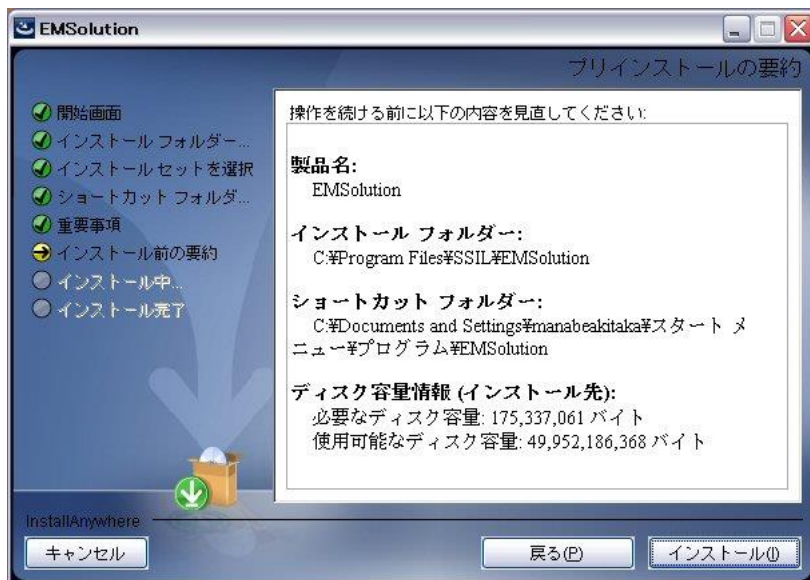 EMSolution
プリインストールの要約
開始画面
インストール フォルダー...
インストール セットを選択
ショートカット フォルダ...
重要事項
インストール前の要約
インストール中...
インストール完了
操作を続ける前に以下の内容を見直してください:
製品名:
EMSolution
インストール フォルダー:
C:¥Program Files¥SSIL¥EMSolution
ショートカット フォルダー:
C:¥Documents and Settings¥manabeakitaka¥スタート メ
ニュー¥プログラム¥EMSolution
ディスク容量情報 (インストール先):
必要なディスク容量: 175,337,061 バイト
使用可能なディスク容量: 49,952,186,368 バイト
InstallAnywhere
キャンセル
戻る(P)
インストール(I)